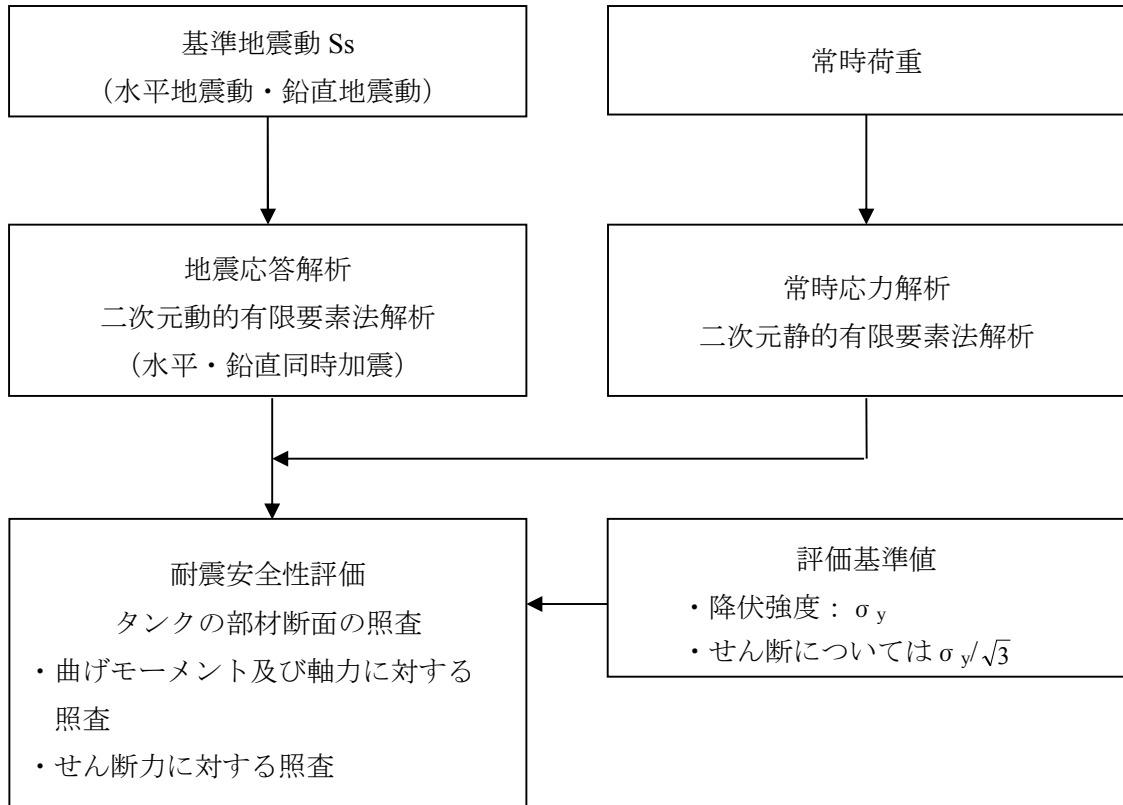 基準地震動 Ss
（水平地震動・鉛直地震動）
常時荷重
地震応答解析
二次元動的有限要素法解析
（水平・鉛直同時加震）
常時応力解析
二次元静的有限要素法解析
耐震安全性評価
タンクの部材断面の照査
・曲げモーメント及び軸力に対する
照査
・せん断力に対する照査
評価基準値
・降伏強度： σ y
・せん断については σ y/√3